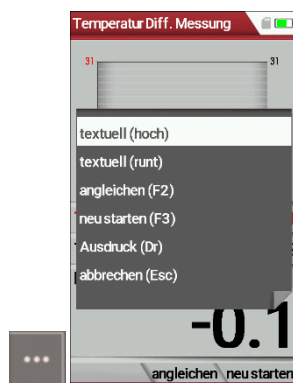 Temperatur Diff. Messung
31 31
textuell (hoch)
textuell (runt)
angleichen (F2)
neu starten (F3)
Ausdruck (Dr)
abbrechen (Esc)
-0.1
angleichen neu starten